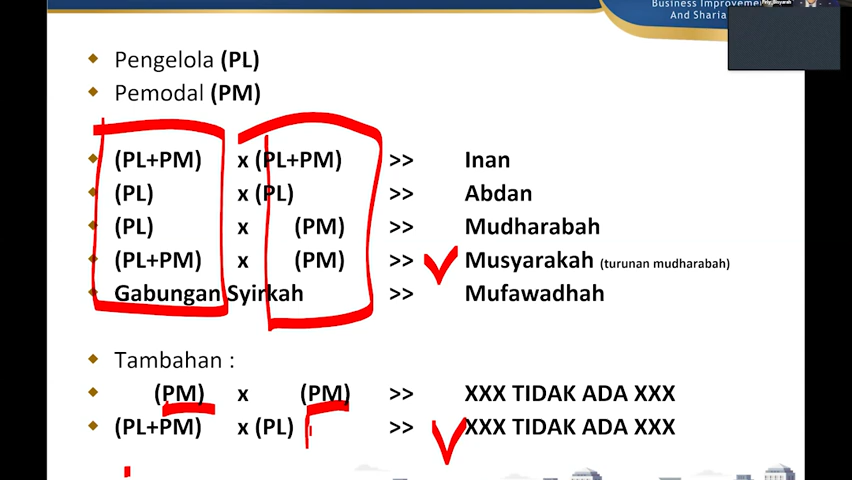 Business Improvement
And Sharia
Pengelola (PL)
Pemodal (PM)
(PL+PM) x (PL+PM) >> Inan
(PL) x (PL) >> Abdan
(PL) x (PM) >> Mudharabah
(PL+PM) x (PM) >> Musyarakah (turunan mudharabah)
Gabungan Syirkah >> Mufawadhah
Tambahan :
(PM) x (PM) >> XXX TIDAK ADA XXX
(PL+PM) x (PL) >> XXX TIDAK ADA XXX